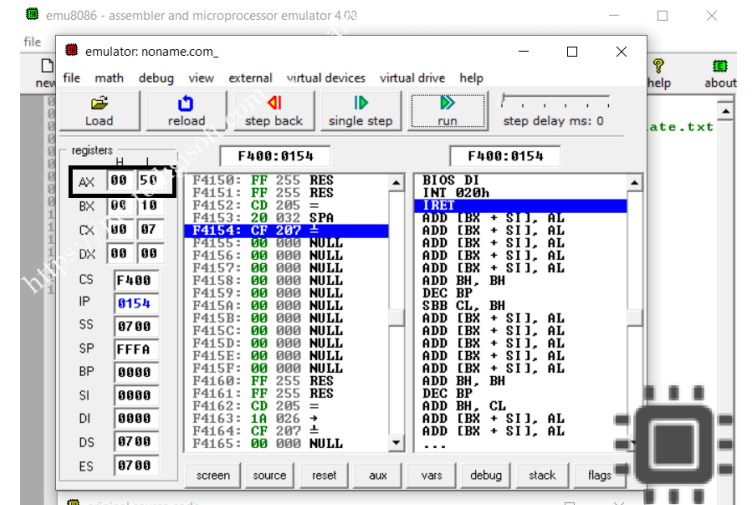 emu8086 - assembler and microprocessor emulator 4.08
file
emulator: noname.com_
file math debug view external virtual devices virtual drive help
new
help about
Load reload step back single step run step delay ms: 0
ate.txt
registers
H L
F400:0154 F400:0154
AX 00 50
BX 00 10
CX 00 07
DX 00 00
CS F400
IP 0154
SS 0700
SP FFFA
BP 0000
SI 0000
DI 0000
DS 0700
ES 0700
F4150: FF 255 RES
F4151: FF 255 RES
F4152: CD 205 =
F4153: 20 032 SPA
F4154: CF 207 ╧
F4155: 00 000 NULL
F4156: 00 000 NULL
F4157: 00 000 NULL
F4158: 00 000 NULL
F4159: 00 000 NULL
F415A: 00 000 NULL
F415B: 00 000 NULL
F415C: 00 000 NULL
F415D: 00 000 NULL
F415E: 00 000 NULL
F415F: 00 000 NULL
F4160: FF 255 RES
F4161: FF 255 RES
F4162: CD 205 =
F4163: 1A 026 →
F4164: CF 207 ╧
F4165: 00 000 NULL
BIOS DI
INT 020h
IRET
ADD [BX + SI], AL
ADD [BX + SI], AL
ADD [BX + SI], AL
ADD [BX + SI], AL
ADD [BX + SI], AL
ADD BH, BH
DEC BP
SBB CL, BH
ADD [BX + SI], AL
ADD [BX + SI], AL
ADD [BX + SI], AL
ADD [BX + SI], AL
ADD [BX + SI], AL
ADD BH, BH
DEC BP
ADD BH, CL
ADD [BX + SI], AL
ADD [BX + SI], AL
...
screen source reset aux vars debug stack flags